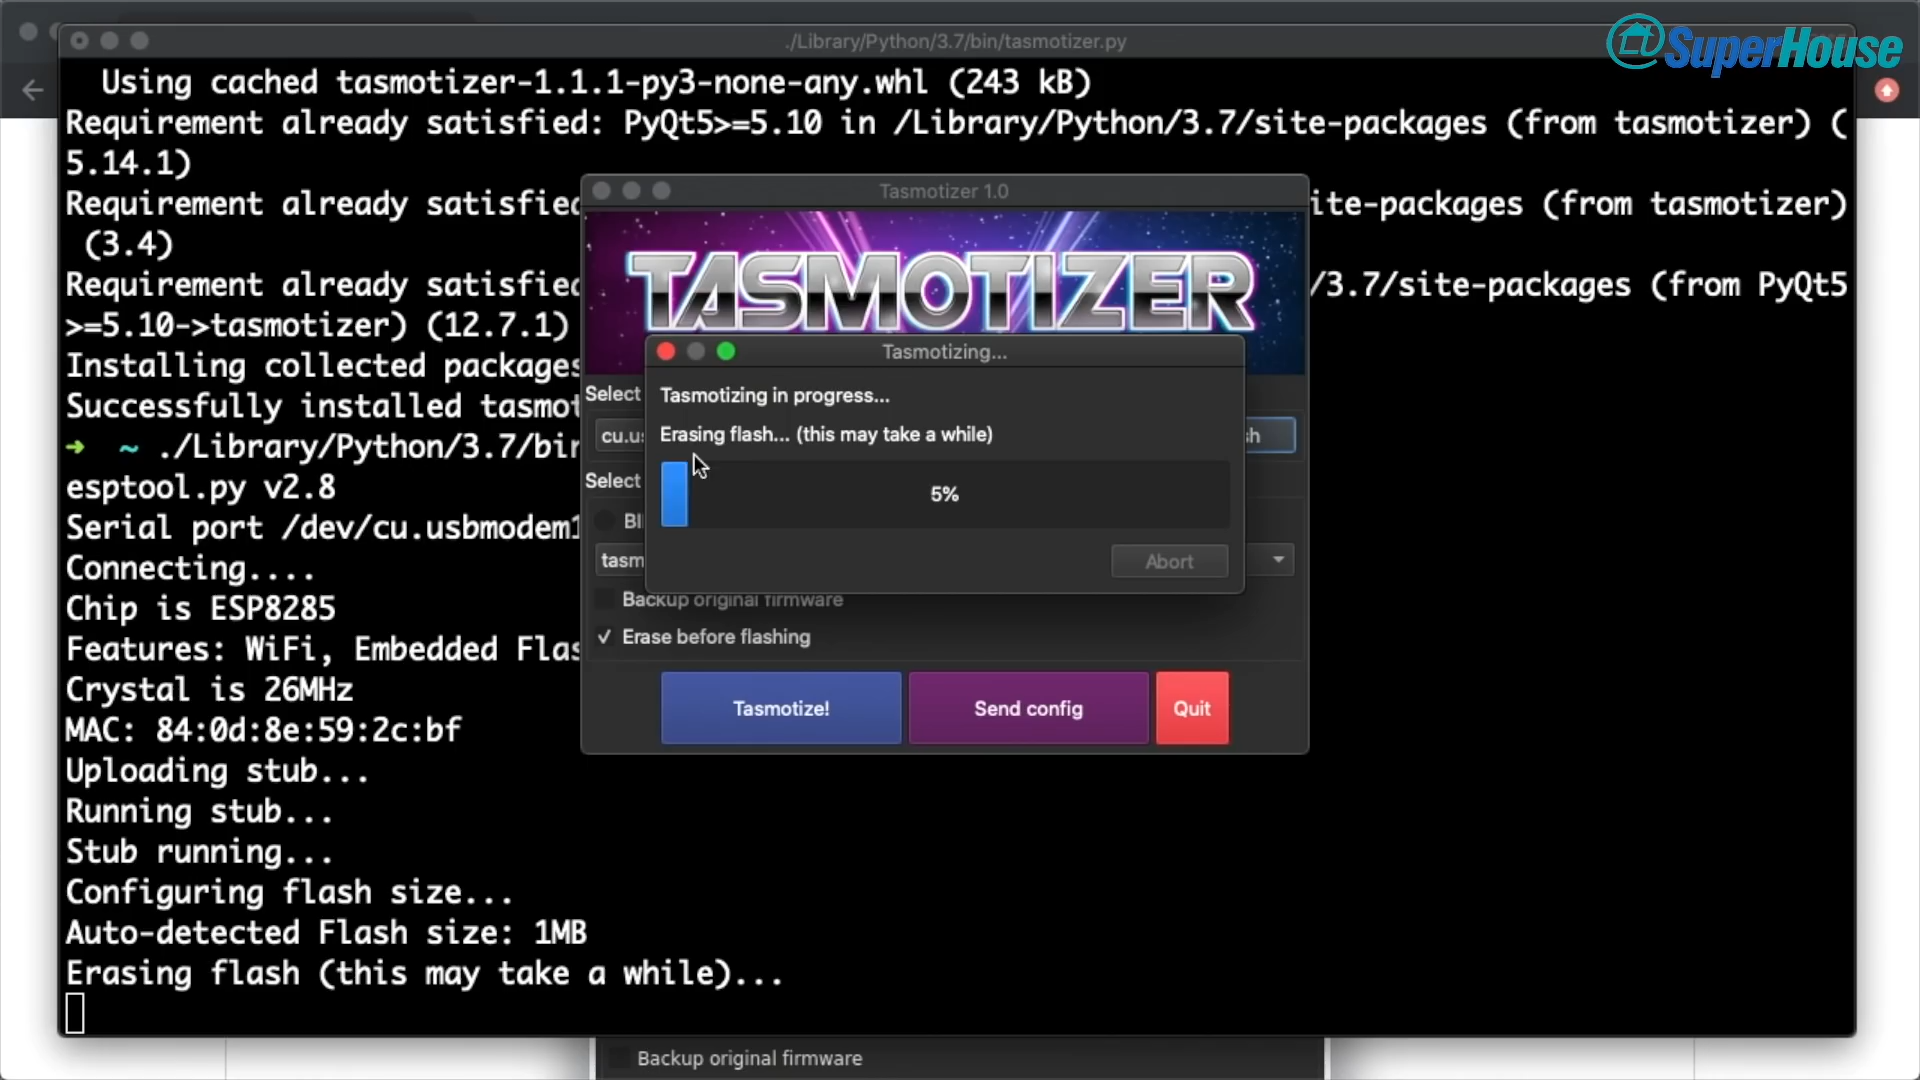 ./Library/Python/3.7/bin/tasmotizer.py
SuperHouse
Using cached tasmotizer-1.1.1-py3-none-any.whl (243 kB)
Requirement already satisfied: PyQt5>=5.10 in /Library/Python/3.7/site-packages (from tasmotizer) (
5.14.1)
Requirement already satisfied
ite-packages (from tasmotizer)
(3.4)
Requirement already satisfied
/3.7/site-packages (from PyQt5
>=5.10->tasmotizer) (12.7.1)
Installing collected packages
Successfully installed tasmot
➜ ~ ./Library/Python/3.7/bin
esptool.py v2.8
Serial port /dev/cu.usbmodem1
Connecting....
Chip is ESP8285
Features: WiFi, Embedded Flas
Crystal is 26MHz
MAC: 84:0d:8e:59:2c:bf
Uploading stub...
Running stub...
Stub running...
Configuring flash size...
Auto-detected Flash size: 1MB
Erasing flash (this may take a while)...
Tasmotizer 1.0
TASMOTIZER
Select
cu.us
sh
Select
BI
tasm
Tasmotizing...
Tasmotizing in progress...
Erasing flash... (this may take a while)
5%
Abort
Backup original firmware
Erase before flashing
Tasmotize!
Send config
Quit
Backup original firmware